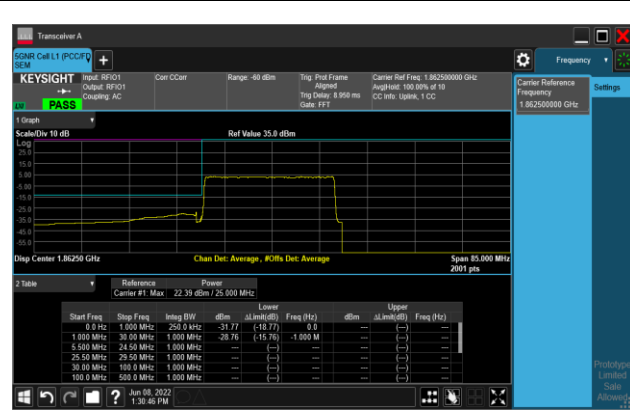 Transceiver A
5GNR Cell L1 (PCC/FD
SEM
Frequency
KEYSIGHT
PASS
Input: RFIO1
Output: RFIO1
Coupling: AC
Corr CCorr
Range: -60 dBm
Trig: Prot Frame
Aligned
Trig Delay: 8.950 ms
Gate: FFT
Carrier Ref Freq: 1.862500000 GHz
Avg|Hold: 100.00% of 10
CC Info: Uplink, 1 CC
Carrier Reference
Frequency
1.862500000 GHz
Settings
1 Graph
Scale/Div 10 dB
Ref Value 35.0 dBm
Log
25.0
15.0
5.00
-5.00
-15.0
-25.0
-35.0
-45.0
-55.0
Disp Center 1.86250 GHz
Chan Det: Average , #Offs Det: Average
Span 85.000 MHz
2001 pts
2 Table
Reference Power
Carrier #1: Max 22.39 dBm / 25.000 MHz
Lower Upper
Start Freq Stop Freq Integ BW dBm ΔLimit(dB) Freq (Hz) dBm ΔLimit(dB) Freq (Hz)
0.0 Hz 1.000 MHz 250.0 kHz -31.77 (-18.77) 0.0 --- (---) ---
1.000 MHz 30.00 MHz 1.000 MHz -28.76 (-15.76) -1.000 M --- (---) ---
5.500 MHz 24.50 MHz 1.000 MHz --- (---) --- --- (---) ---
25.50 MHz 29.50 MHz 1.000 MHz --- (---) --- --- (---) ---
30.00 MHz 100.0 MHz 1.000 MHz --- (---) --- --- (---) ---
100.0 MHz 500.0 MHz 1.000 MHz --- (---) --- --- (---) ---
Prototype
Limited
Sale
Allowed
Jun 08, 2022
1:30:46 PM